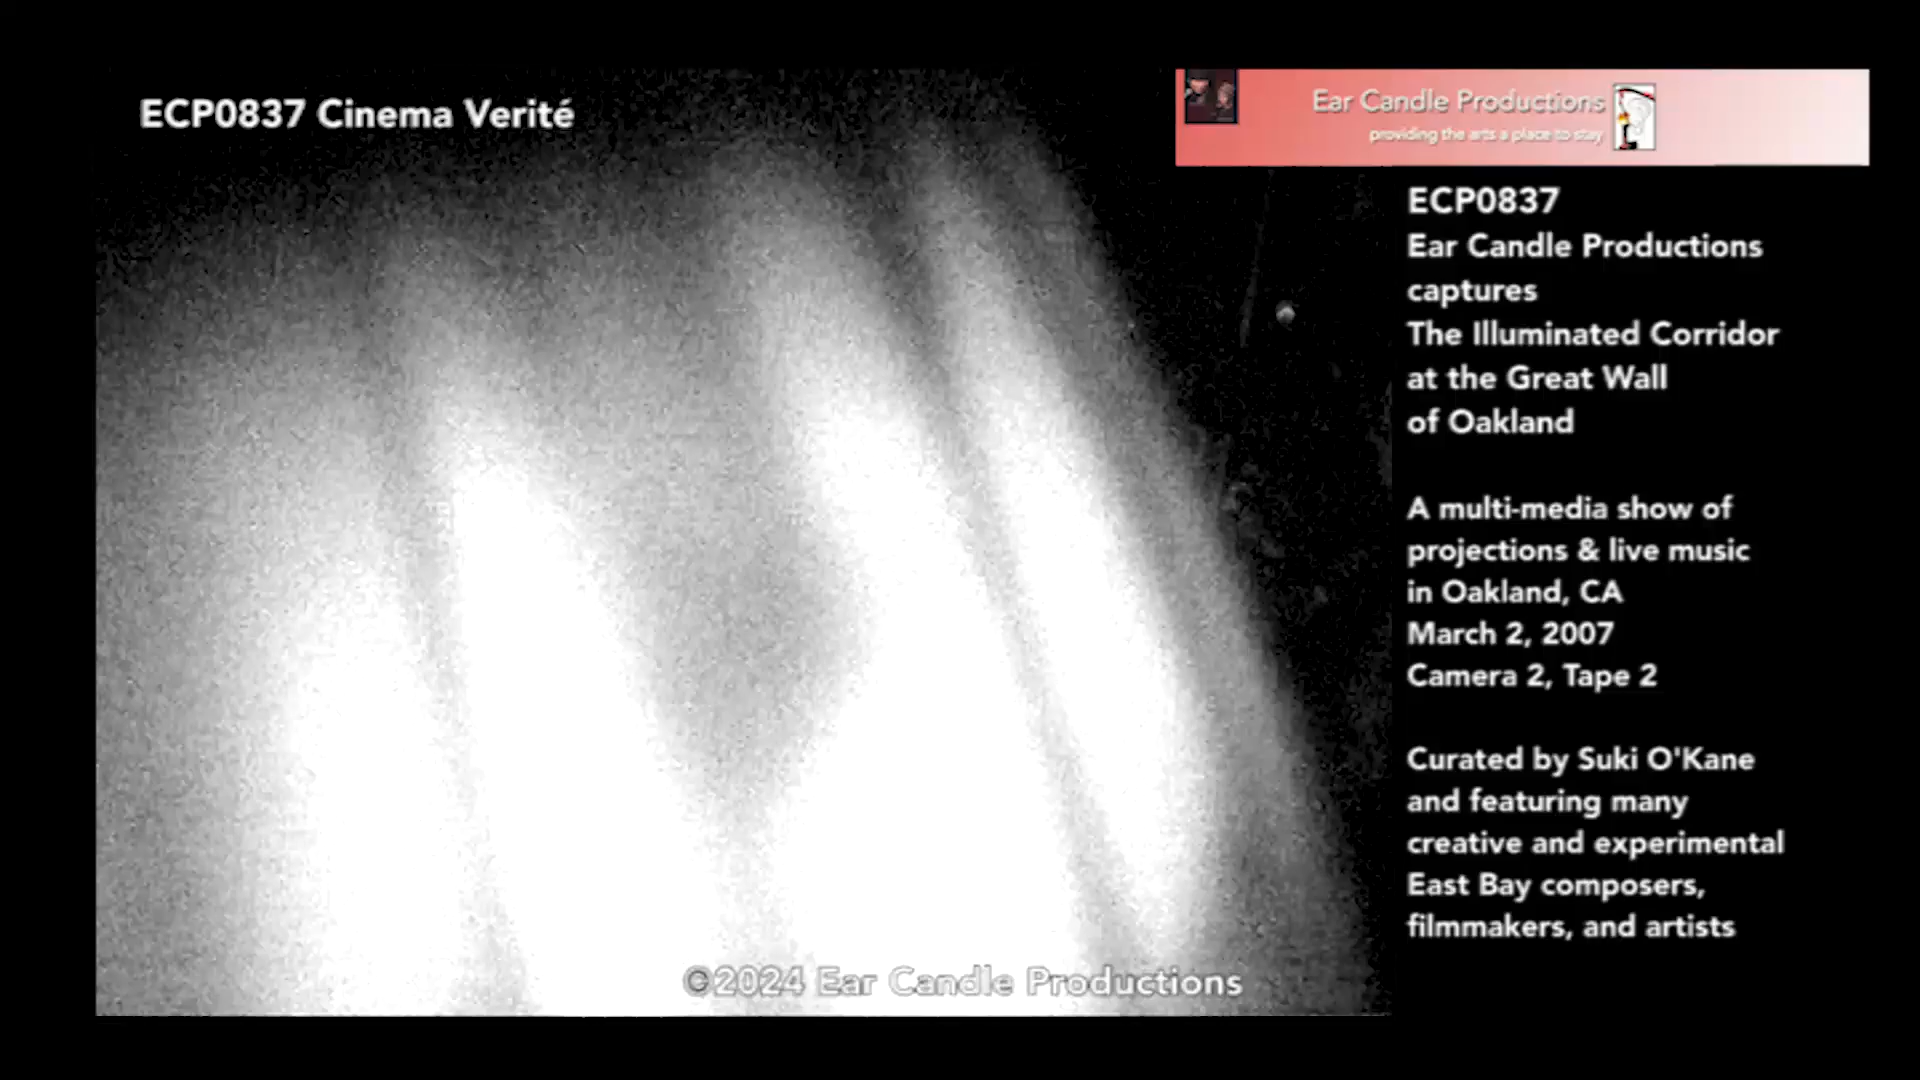 ECP0837 Cinema Verité
Ear Candle Productions
providing the arts a place to stay
ECP0837
Ear Candle Productions
captures
The Illuminated Corridor
at the Great Wall
of Oakland
A multi-media show of
projections & live music
in Oakland, CA
March 2, 2007
Camera 2, Tape 2
Curated by Suki O'Kane
and featuring many
creative and experimental
East Bay composers,
filmmakers, and artists
©2024 Ear Candle Productions